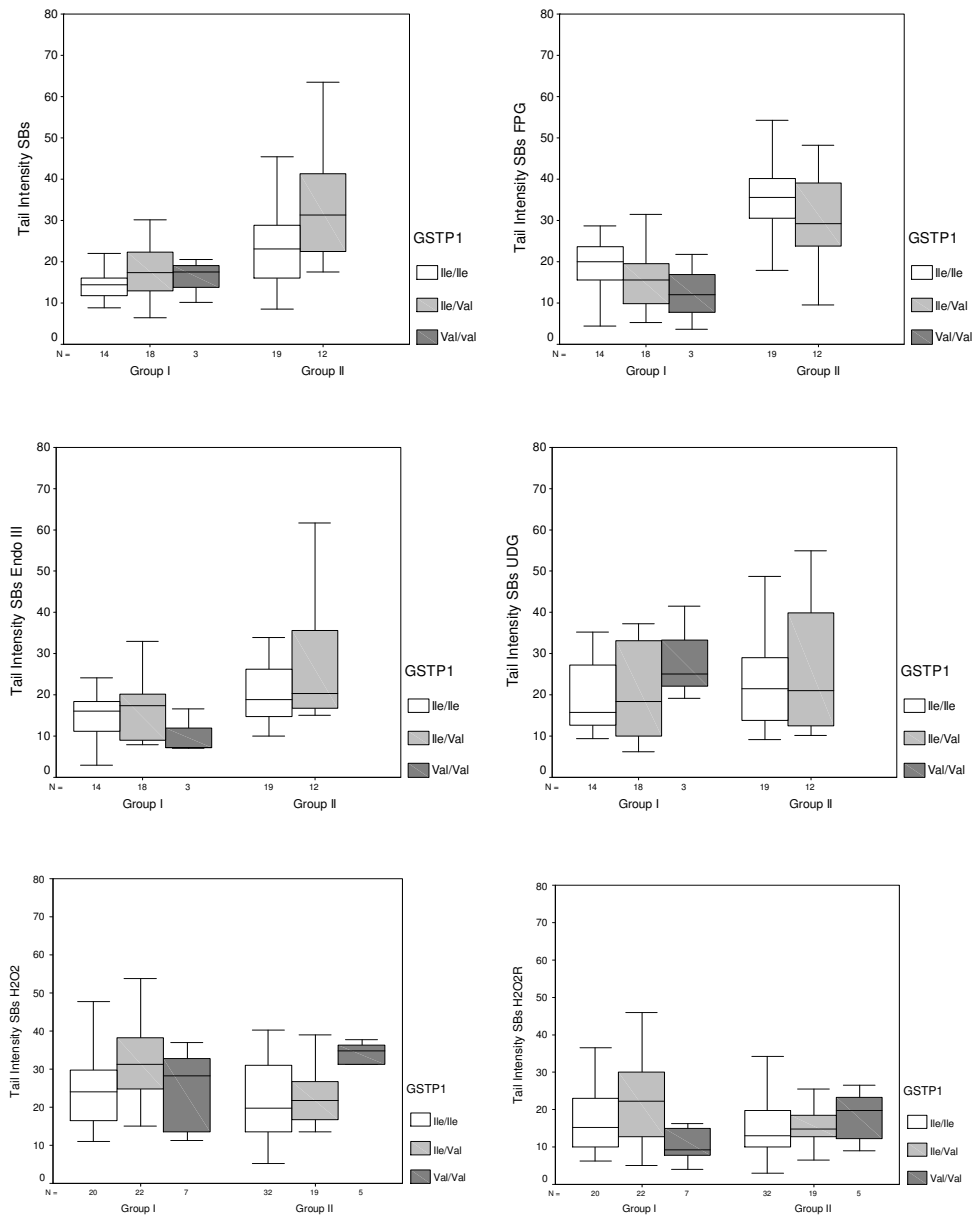 80
70
60
50
40
30
20
10
0
Tail Intensity SBs
GSTP1
Ile/Ile
Ile/Val
Val/val
N = 14 18 3 19 12
Group I Group II
80
70
60
50
40
30
20
10
0
Tail Intensity SBs FPG
GSTP1
Ile/Ile
Ile/Val
Val/Val
N = 14 18 3 19 12
Group I Group II
80
70
60
50
40
30
20
10
0
Tail Intensity SBs Endo III
GSTP1
Ile/Ile
Ile/Val
Val/Val
N = 14 18 3 19 12
Group I Group II
80
70
60
50
40
30
20
10
0
Tail Intensity SBs UDG
GSTP1
Ile/Ile
Ile/Val
Val/Val
N = 14 18 3 19 12
Group I Group II
80
70
60
50
40
30
20
10
0
Tail Intensity SBs H2O2
GSTP1
Ile/Ile
Ile/Val
Val/Val
N = 20 22 7 32 19 5
Group I Group II
80
70
60
50
40
30
20
10
0
Tail Intensity SBs H2O2R
GSTP1
Ile/Ile
Ile/Val
Val/Val
N = 20 22 7 32 19 5
Group I Group II